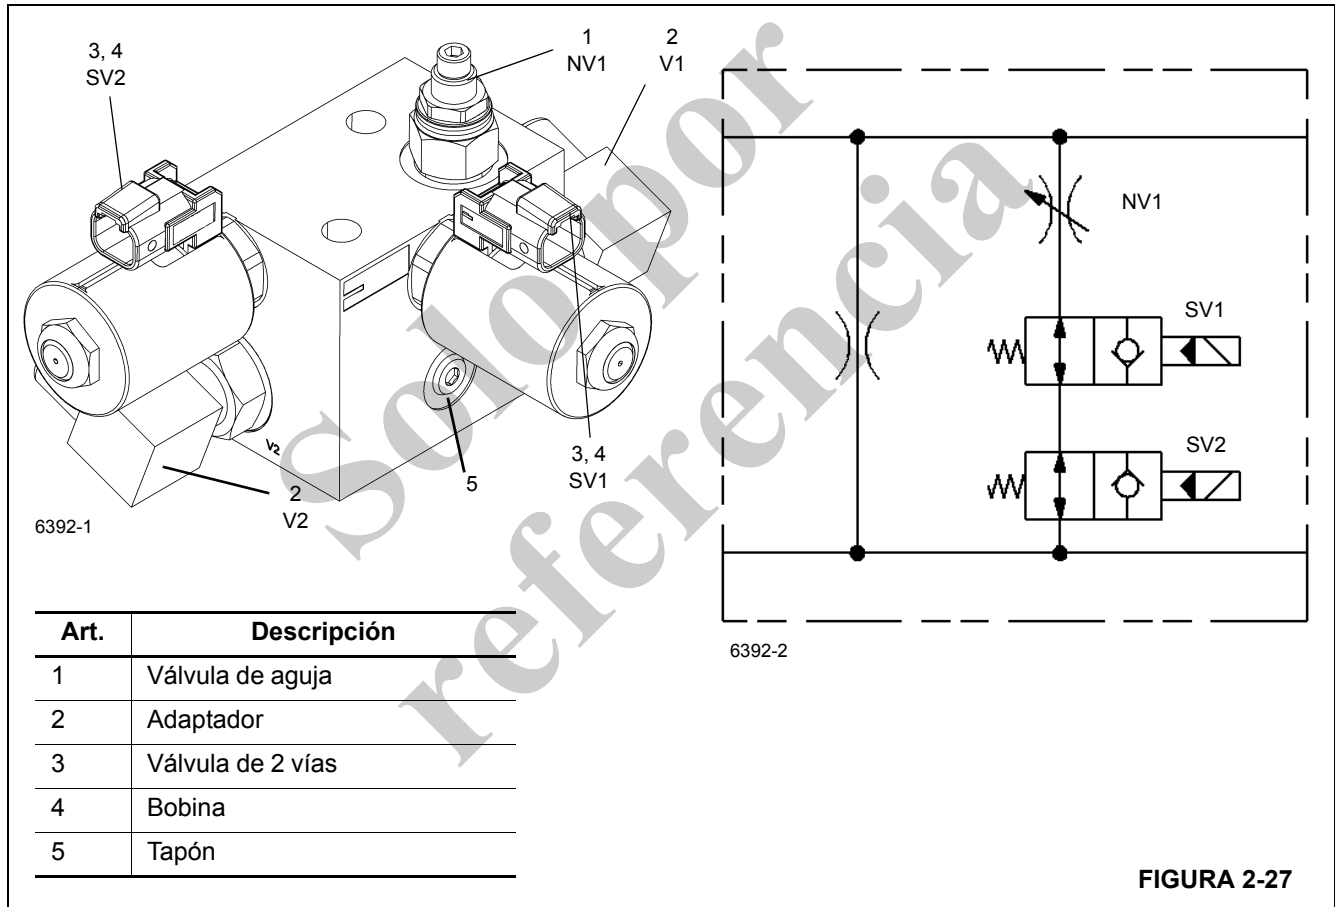 3, 4
SV2
1
NV1
2
V1
V2
2
V2
5
3, 4
SV1
6392-1
NV1
SV1
SV2
6392-2
Art. Descripción
1 Válvula de aguja
2 Adaptador
3 Válvula de 2 vías
4 Bobina
5 Tapón
FIGURA 2-27
Solo por
referencia